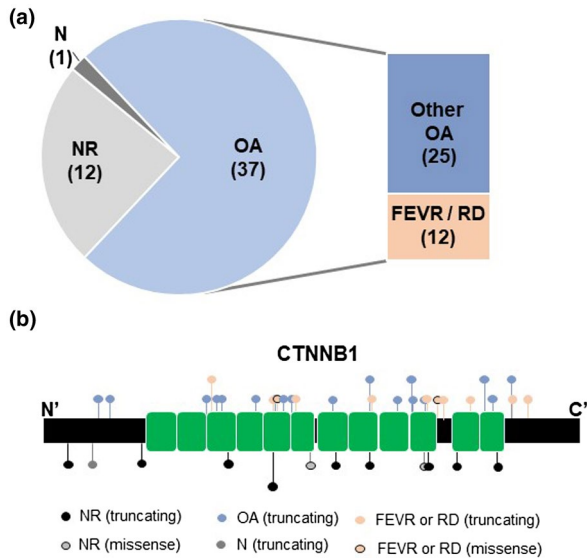 (a)
N
(1)
NR
(12)
OA
(37)
Other
OA
(25)
FEVR / RD
(12)
(b)
CTNNB1
N'
C'
NR (truncating)
OA (truncating)
FEVR or RD (truncating)
NR (missense)
N (truncating)
FEVR or RD (missense)